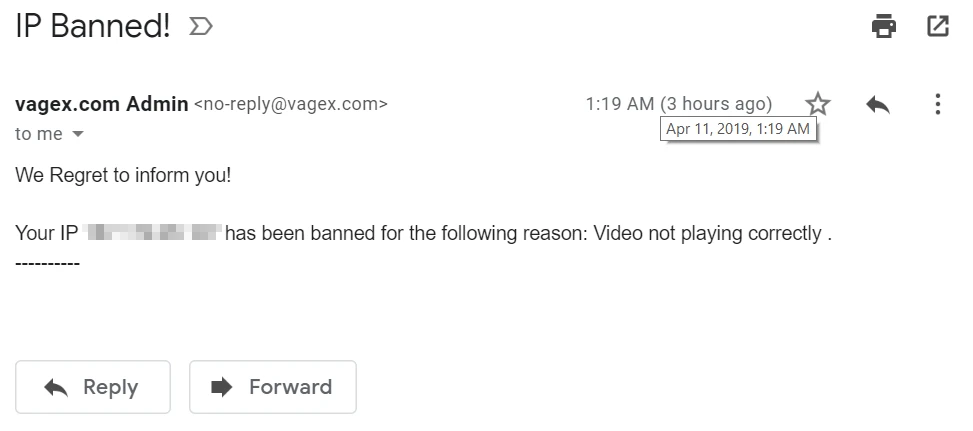 IP Banned!
vagex.com Admin <no-reply@vagex.com> 1:19 AM (3 hours ago)
Apr 11, 2019, 1:19 AM
to me
We Regret to inform you!
Your IP has been banned for the following reason: Video not playing correctly .
----------
Reply Forward